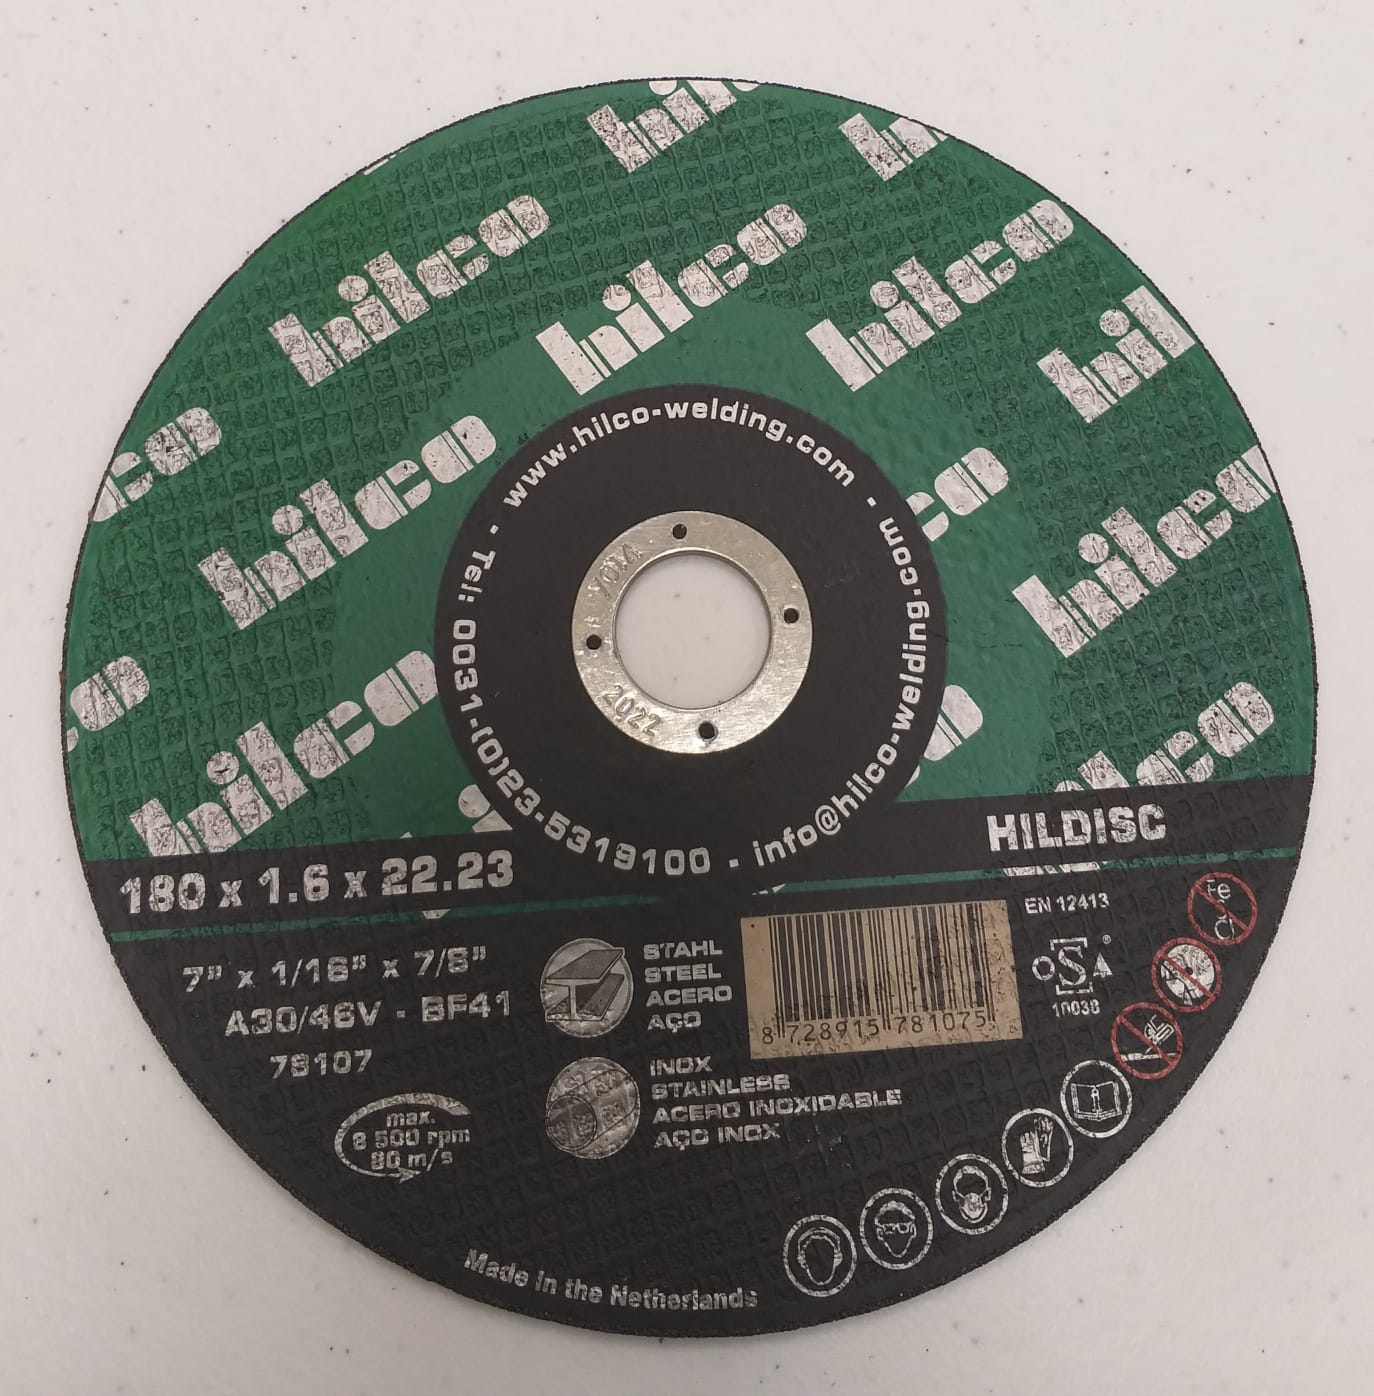 hilco
hilco
hilco
hilco
hilco
hilco
hilco
www.hilco-welding.com - info@hilco-welding.com - Tel: 0031-(0)23-5319100
V01/
2022
180 x 1.6 x 22.23
HILDISC
7" x 1/16" x 7/8"
A30/46V - BF41
78107
max.
8 500 rpm
80 m/s
STAHL
STEEL
ACERO
AÇO
INOX
STAINLESS
ACERO INOXIDABLE
AÇO INOX
8 728915 781075
EN 12413
OSA®
10038
Fe
Cl
Made in the Netherlands